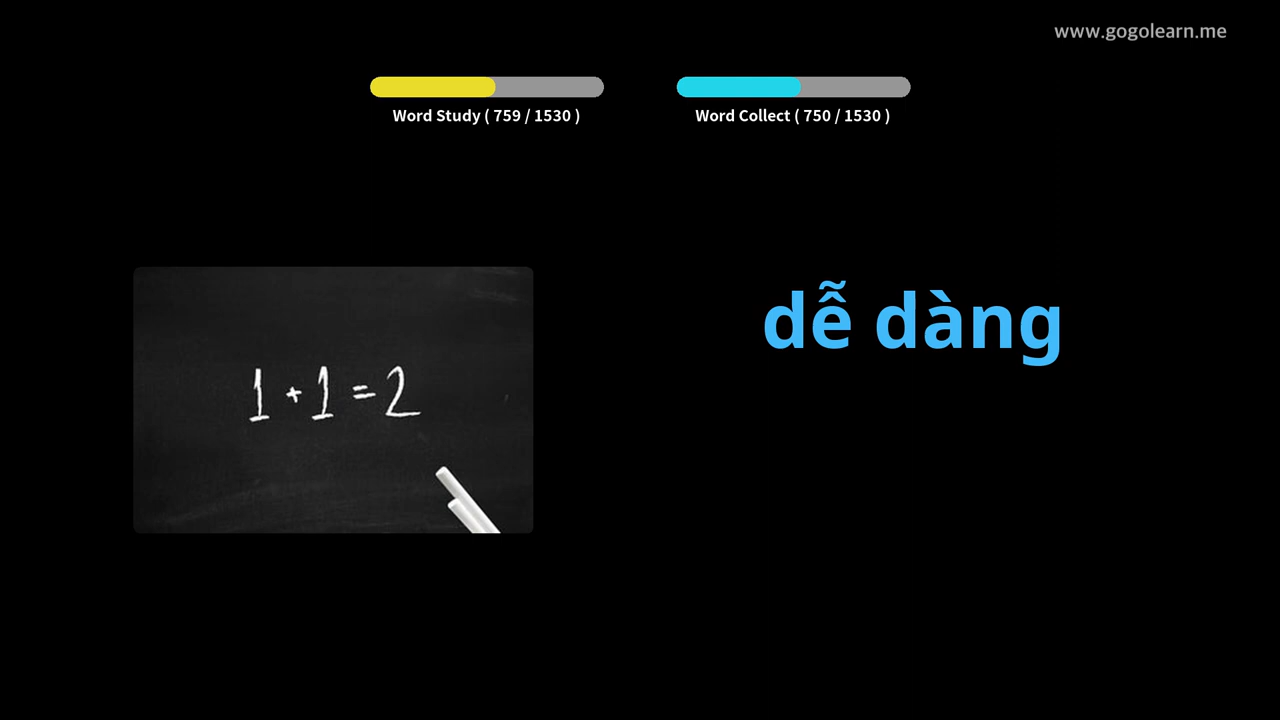 www.gogolearn.me
Word Study ( 759 / 1530 )
Word Collect ( 750 / 1530 )
dễ dàng
1 + 1 = 2